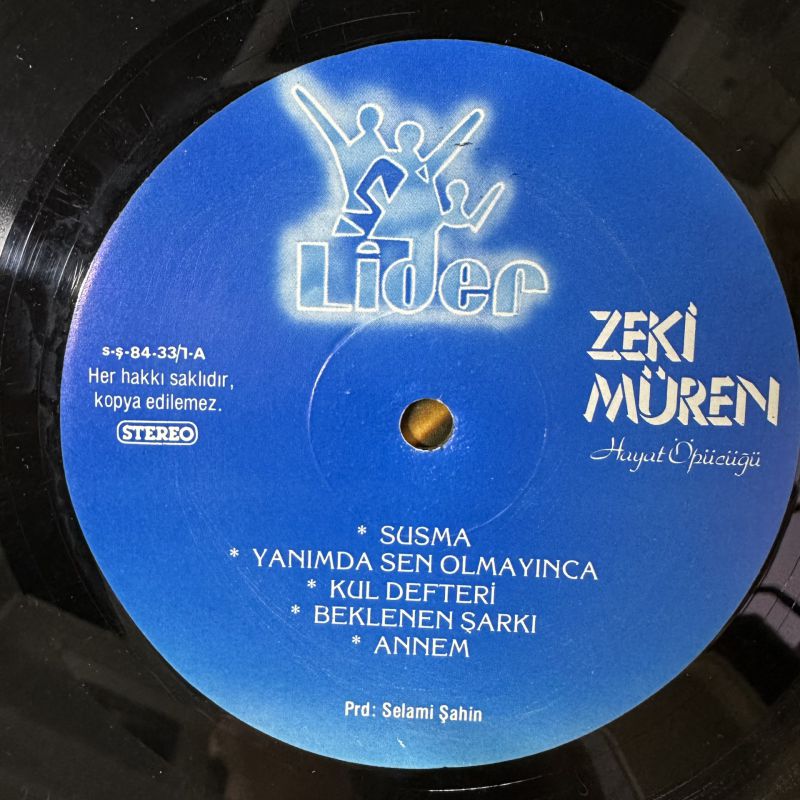 Lider
ZEKİ
MÜREN
Hayat Öpücüğü
s-ş-84-33/1-A
Her hakkı saklıdır,
kopya edilemez.
STEREO
* SUSMA
* YANIMDA SEN OLMAYINCA
* KUL DEFTERİ
* BEKLENEN ŞARKI
* ANNEM
Prd: Selami Şahin